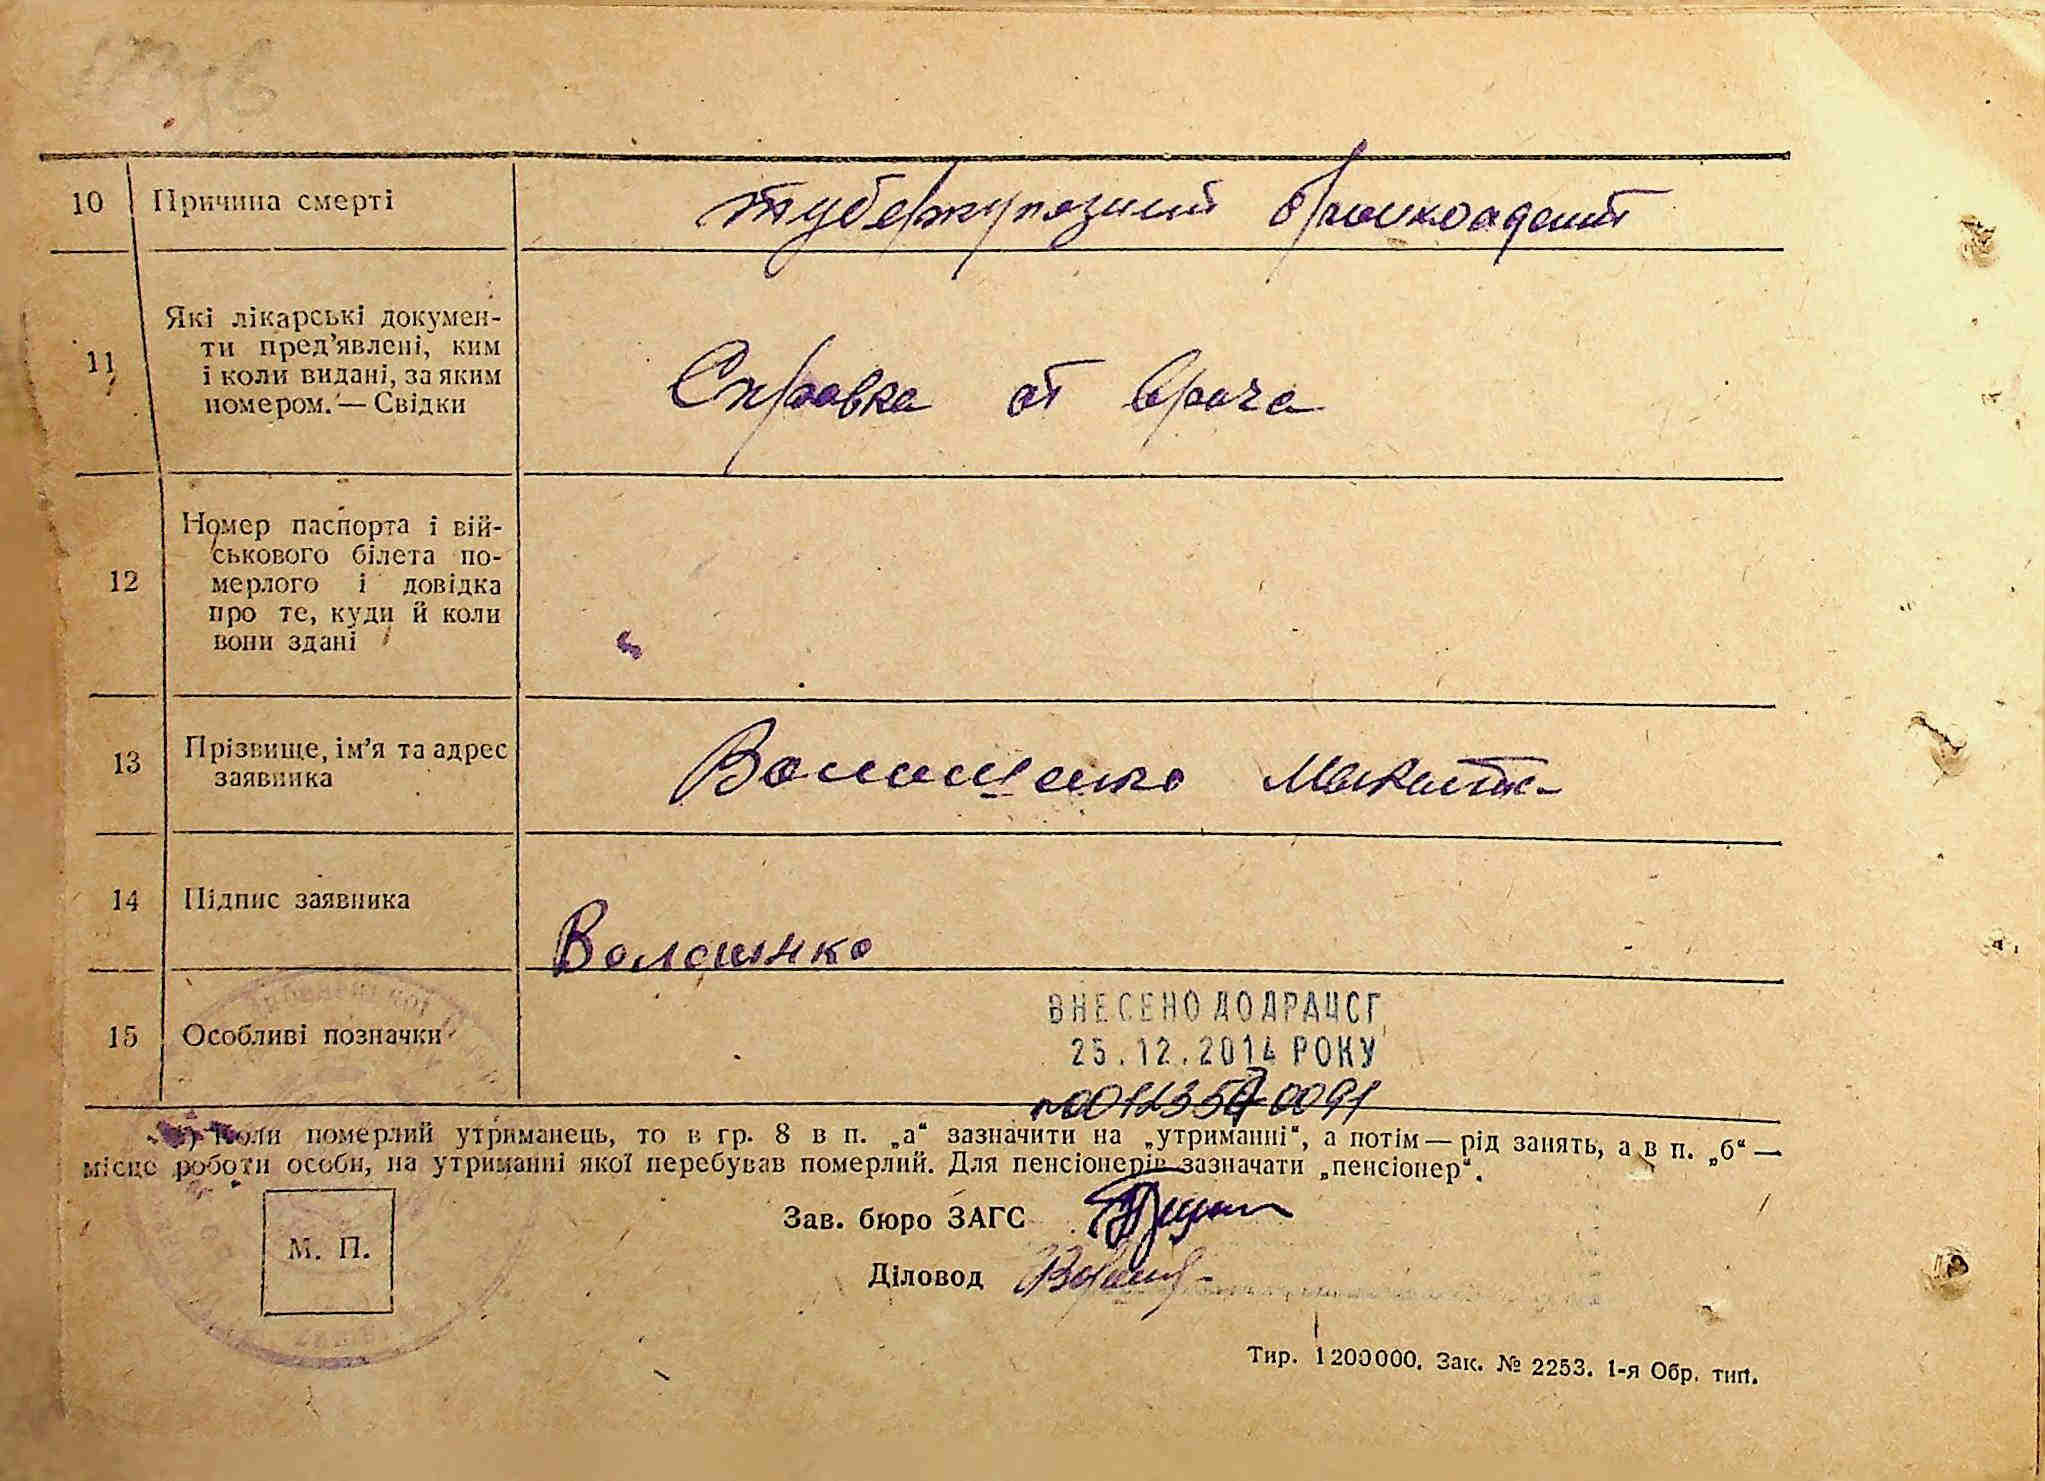 10 Причина смерті туберкулезний бронхоаденит
11 Які лікарські докумен-
ти пред’явлені, ким
і коли видані, за яким
номером. — Свідки
Справка от врача
12 Номер паспорта і вій-
ськового білета по-
мерлого і довідка
про те, куди й коли
вони здані
13 Прізвище, ім’я та адрес
заявника
Волощенко
14 Підпис заявника
Волошнко
15 Особливі позначки
ВНЕСЕНО ДО ДРАЦСГ
25.12.2014 РОКУ
№00123570091
Коли померлий утриманець, то в гр. 8 в п. „а“ зазначити на „утриманні“, а потім — рід занять, а в п. „б“ —
місце роботи особи, на утриманні якої перебував померлий. Для пенсіонерів зазначати „пенсіонер“.
М. П.
Зав. бюро ЗАГС
Діловод
Тир. 1200000. Зак. № 2253. 1-я Обр. тип.